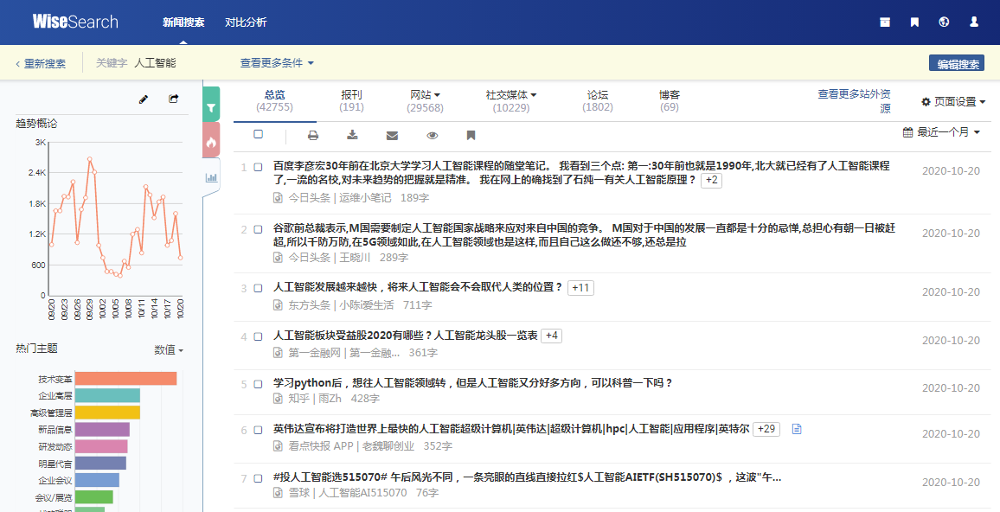 WiseSearch
新闻搜索
对比分析
重新搜索
关键字 人工智能
查看更多条件
编辑搜索
总览
(42755)
报刊
(191)
网站
(29568)
社交媒体
(10229)
论坛
(1802)
博客
(69)
查看更多站外资
源
页面设置
最近一个月
趋势概论
3K
2.4K
1.8K
1.2K
600
0
09/20
09/23
09/26
09/29
10/02
10/05
10/08
10/11
10/14
10/17
10/20
热门主题
数值
技术变革
企业高层
高级管理层
新品信息
研发动态
明星代言
企业会议
会议/展览
1
百度李彦宏30年前在北京大学学习人工智能课程的随堂笔记。 我看到三个点: 第一:30年前也就是1990年,北大就已经有了人工智能课程
了,一流的名校,对未来趋势的把握就是精准。 我在网上的确找到了石纯一有关人工智能原理？ +2
今日头条 | 运维小笔记 189字
2020-10-20
2
谷歌前总裁表示,M国需要制定人工智能国家战略来应对来自中国的竞争。 M国对于中国的发展一直都是十分的忌惮,总担心有朝一日被赶
超,所以千防万防,在5G领域如此,在人工智能领域也是这样,而且自己这么做还不够,还总是拉
今日头条 | 王晓川 289字
2020-10-20
3
人工智能发展越来越快，将来人工智能会不会取代人类的位置？ +11
东方头条 | 小陈i爱生活 711字
2020-10-20
4
人工智能板块受益股2020有哪些？人工智能龙头股一览表 +4
第一金融网 | 第一金融... 361字
2020-10-20
5
学习python后，想往人工智能领域转，但是人工智能又分好多方向，可以科普一下吗？
知乎 | 雨Zh 428字
2020-10-20
6
英伟达宣布将打造世界上最快的人工智能超级计算机|英伟达|超级计算机|hpc|人工智能|应用程序|英特尔 +29
看点快报 APP | 老魏聊创业 352字
2020-10-20
7
#投人工智能选515070# 午后风光不同，一条亮眼的直线直接拉红$人工智能AIETF(SH515070)$ ，这波"午...
雪球 | 人工智能AI515070 76字
2020-10-20